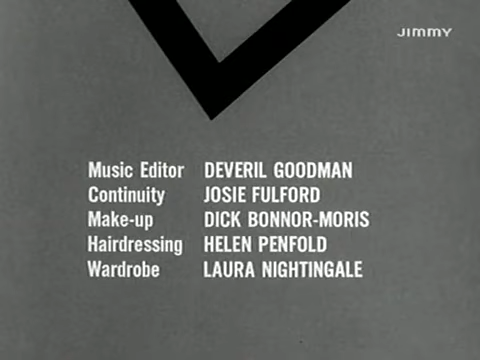 JIMMY
Music Editor DEVERIL GOODMAN
Continuity JOSIE FULFORD
Make-up DICK BONNOR-MORIS
Hairdressing HELEN PENFOLD
Wardrobe LAURA NIGHTINGALE